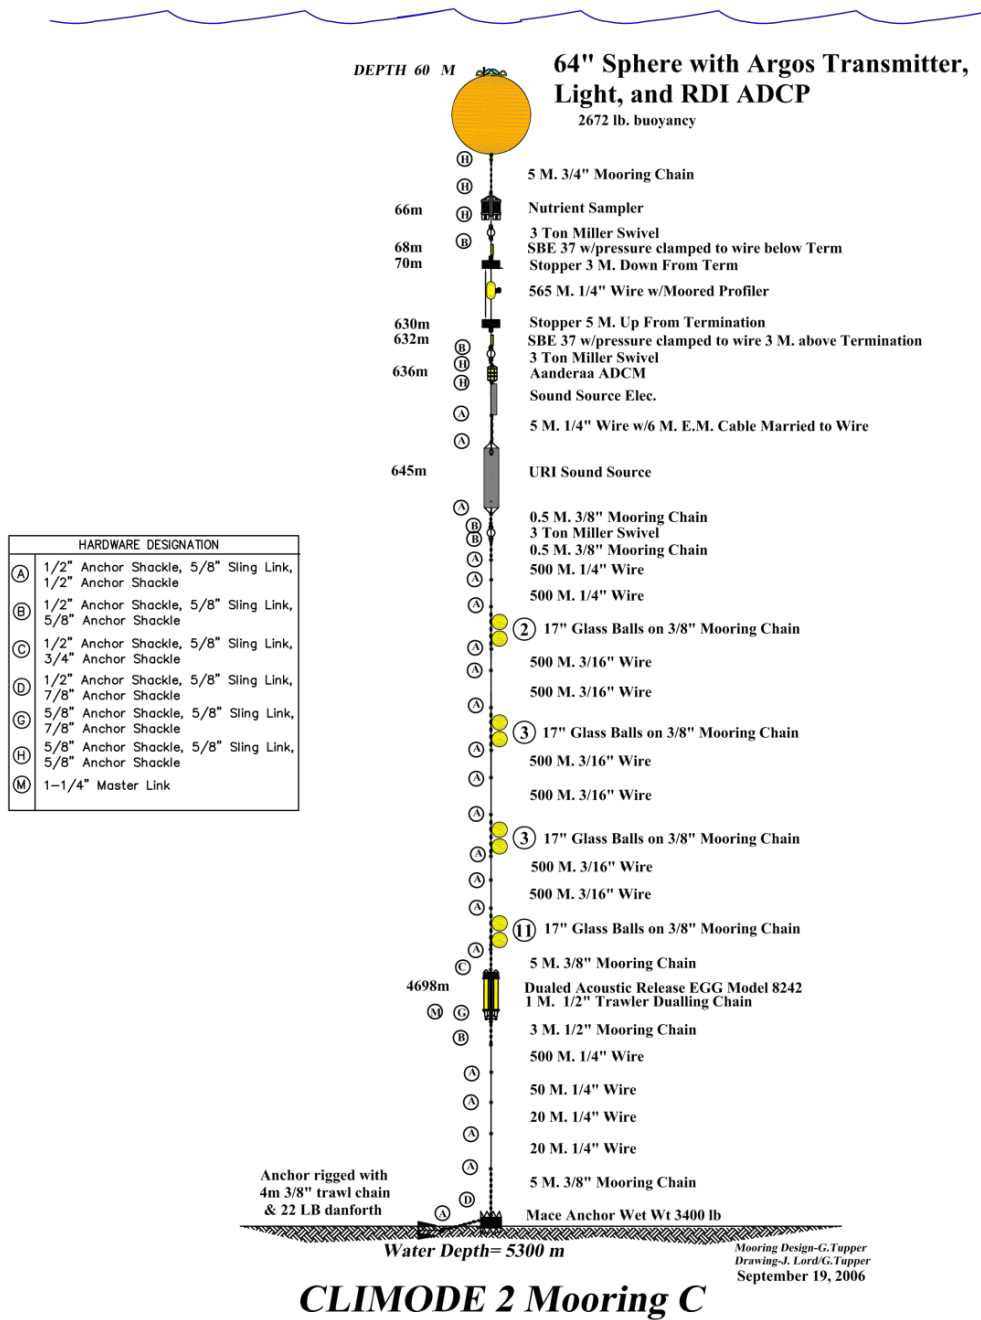 DEPTH 60 M
64" Sphere with Argos Transmitter,
Light, and RDI ADCP
2672 lb. buoyancy
H
5 M. 3/4" Mooring Chain
H
66m
H
Nutrient Sampler
3 Ton Miller Swivel
B
68m
SBE 37 w/pressure clamped to wire below Term
70m
Stopper 3 M. Down From Term
565 M. 1/4" Wire w/Moored Profiler
630m
Stopper 5 M. Up From Termination
632m
SBE 37 w/pressure clamped to wire 3 M. above Termination
B
3 Ton Miller Swivel
H
636m
Aanderaa ADCM
H
Sound Source Elec.
A
5 M. 1/4" Wire w/6 M. E.M. Cable Married to Wire
A
645m
URI Sound Source
A
0.5 M. 3/8" Mooring Chain
B
3 Ton Miller Swivel
B
0.5 M. 3/8" Mooring Chain
A
500 M. 1/4" Wire
A
500 M. 1/4" Wire
A
2 17" Glass Balls on 3/8" Mooring Chain
A
500 M. 3/16" Wire
A
500 M. 3/16" Wire
A
3 17" Glass Balls on 3/8" Mooring Chain
A
500 M. 3/16" Wire
A
500 M. 3/16" Wire
A
3 17" Glass Balls on 3/8" Mooring Chain
A
500 M. 3/16" Wire
A
500 M. 3/16" Wire
A
11 17" Glass Balls on 3/8" Mooring Chain
A
5 M. 3/8" Mooring Chain
C
4698m
Dualed Acoustic Release EGG Model 8242
1 M. 1/2" Trawler Dualling Chain
M G
3 M. 1/2" Mooring Chain
B
500 M. 1/4" Wire
A
50 M. 1/4" Wire
A
20 M. 1/4" Wire
A
20 M. 1/4" Wire
A
5 M. 3/8" Mooring Chain
D
A
Mace Anchor Wet Wt 3400 lb
Anchor rigged with
4m 3/8" trawl chain
& 22 LB danforth
HARDWARE DESIGNATION
A 1/2" Anchor Shackle, 5/8" Sling Link,
1/2" Anchor Shackle
B 1/2" Anchor Shackle, 5/8" Sling Link,
5/8" Anchor Shackle
C 1/2" Anchor Shackle, 5/8" Sling Link,
3/4" Anchor Shackle
D 1/2" Anchor Shackle, 5/8" Sling Link,
7/8" Anchor Shackle
G 5/8" Anchor Shackle, 5/8" Sling Link,
7/8" Anchor Shackle
H 5/8" Anchor Shackle, 5/8" Sling Link,
5/8" Anchor Shackle
M 1-1/4" Master Link
Water Depth= 5300 m
Mooring Design-G.Tupper
Drawing-J. Lord/G.Tupper
September 19, 2006
CLIMODE 2 Mooring C